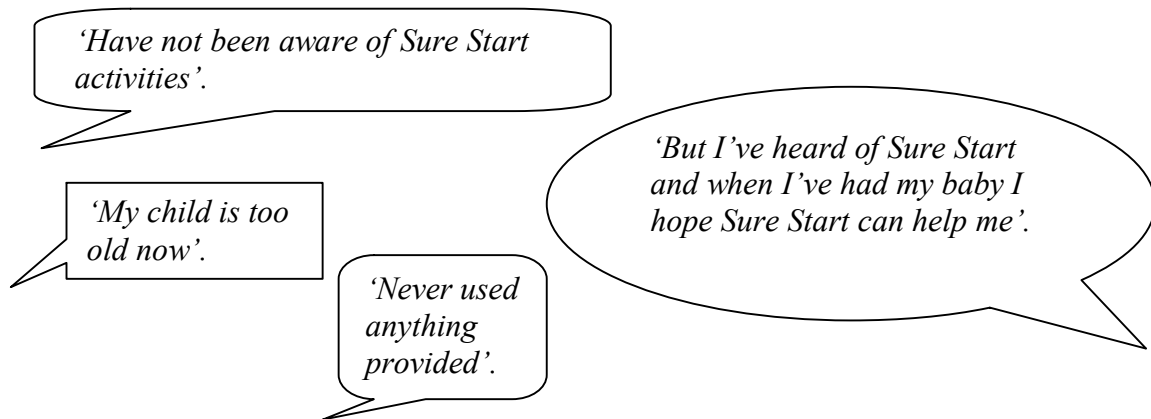 ‘Have not been aware of Sure Start
activities’.
‘But I’ve heard of Sure Start
and when I’ve had my baby I
hope Sure Start can help me’.
‘My child is too
old now’.
‘Never used
anything
provided’.